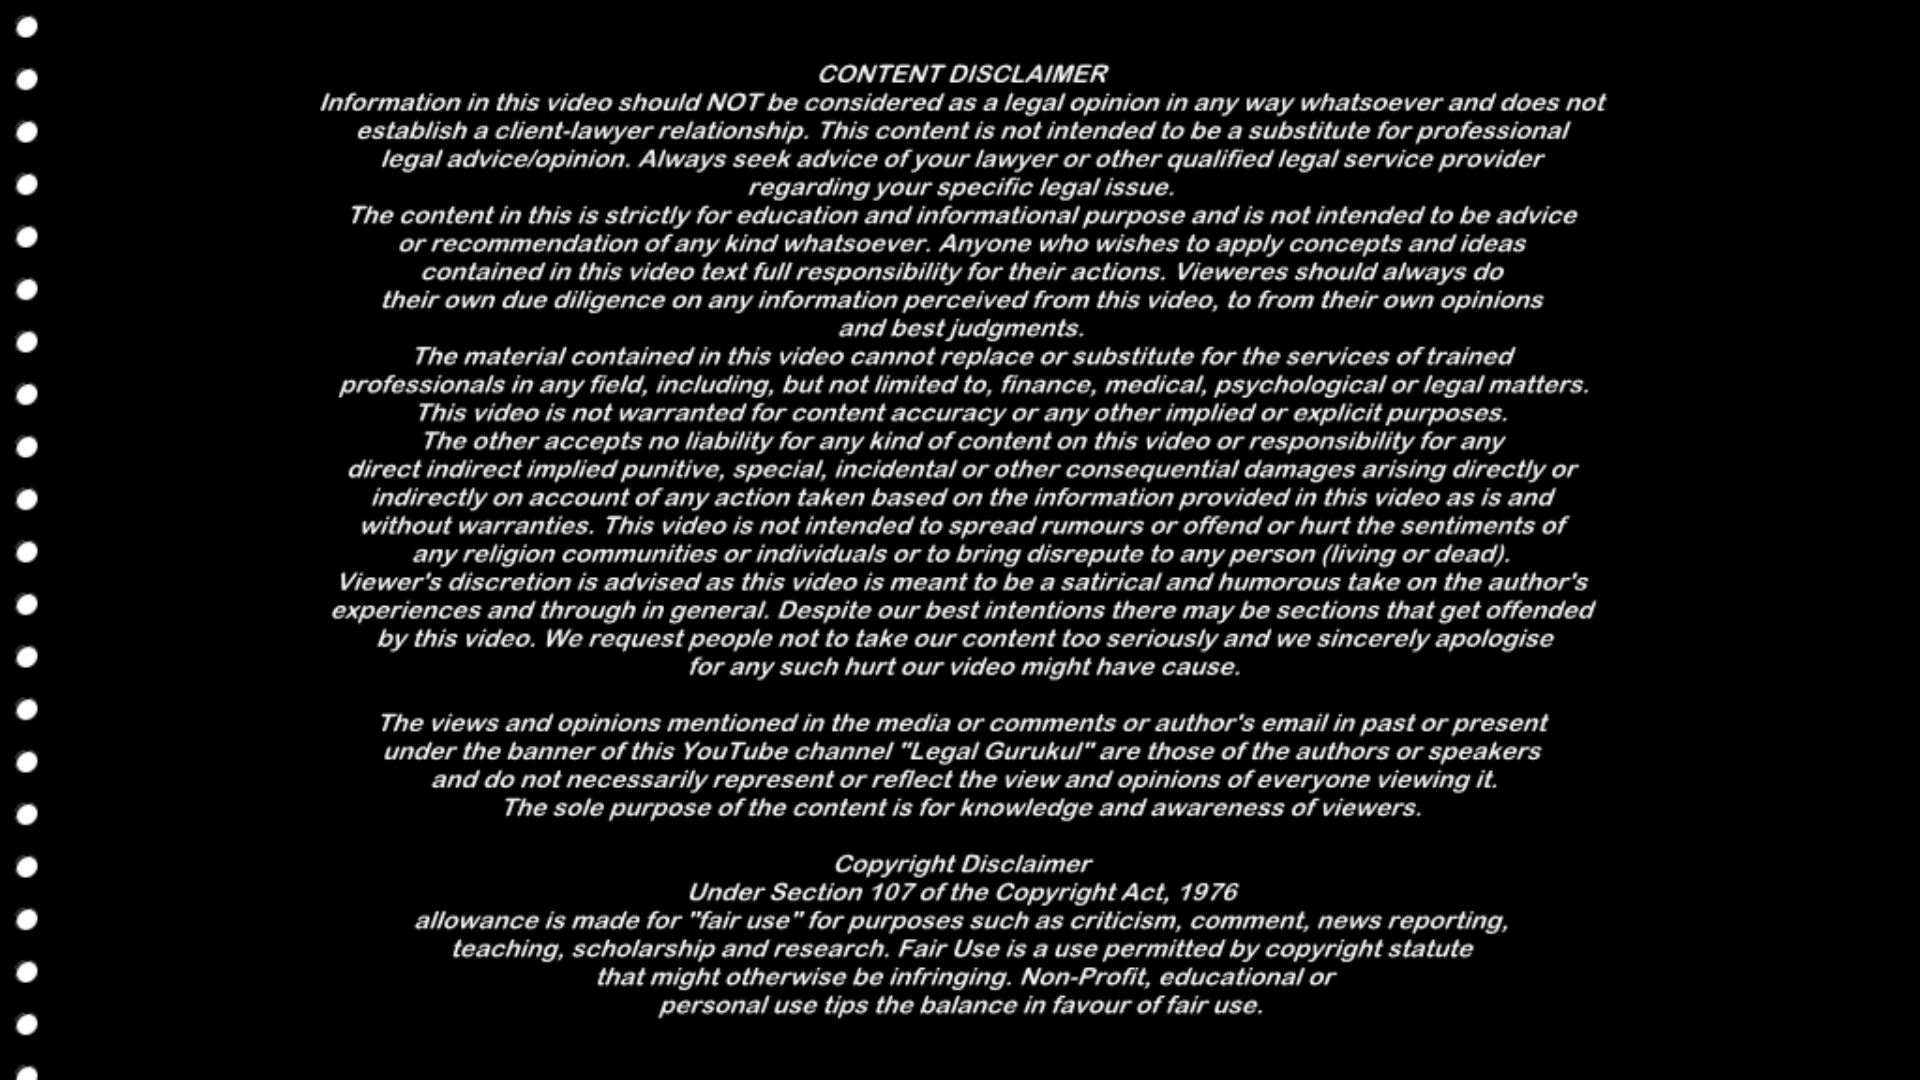 CONTENT DISCLAIMER
Information in this video should NOT be considered as a legal opinion in any way whatsoever and does not
establish a client-lawyer relationship. This content is not intended to be a substitute for professional
legal advice/opinion. Always seek advice of your lawyer or other qualified legal service provider
regarding your specific legal issue.
The content in this is strictly for education and informational purpose and is not intended to be advice
or recommendation of any kind whatsoever. Anyone who wishes to apply concepts and ideas
contained in this video text full responsibility for their actions. Vieweres should always do
their own due diligence on any information perceived from this video, to from their own opinions
and best judgments.
The material contained in this video cannot replace or substitute for the services of trained
professionals in any field, including, but not limited to, finance, medical, psychological or legal matters.
This video is not warranted for content accuracy or any other implied or explicit purposes.
The other accepts no liability for any kind of content on this video or responsibility for any
direct indirect implied punitive, special, incidental or other consequential damages arising directly or
indirectly on account of any action taken based on the information provided in this video as is and
without warranties. This video is not intended to spread rumours or offend or hurt the sentiments of
any religion communities or individuals or to bring disrepute to any person (living or dead).
Viewer's discretion is advised as this video is meant to be a satirical and humorous take on the author's
experiences and through in general. Despite our best intentions there may be sections that get offended
by this video. We request people not to take our content too seriously and we sincerely apologise
for any such hurt our video might have cause.
The views and opinions mentioned in the media or comments or author's email in past or present
under the banner of this YouTube channel "Legal Gurukul" are those of the authors or speakers
and do not necessarily represent or reflect the view and opinions of everyone viewing it.
The sole purpose of the content is for knowledge and awareness of viewers.
Copyright Disclaimer
Under Section 107 of the Copyright Act, 1976
allowance is made for "fair use" for purposes such as criticism, comment, news reporting,
teaching, scholarship and research. Fair Use is a use permitted by copyright statute
that might otherwise be infringing. Non-Profit, educational or
personal use tips the balance in favour of fair use.